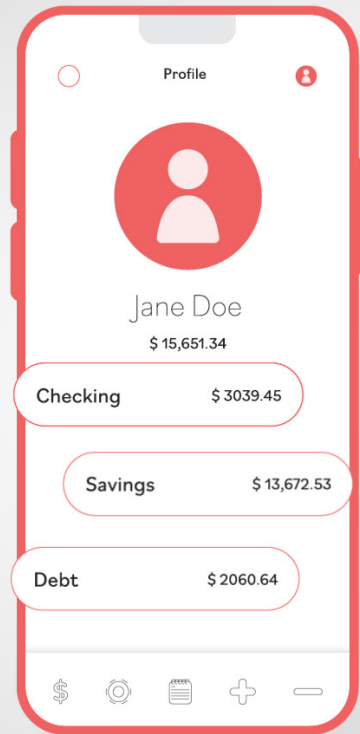 Profile
Jane Doe
$ 15,651.34
Checking $ 3039.45
Savings $ 13,672.53
Debt $ 2060.64
$